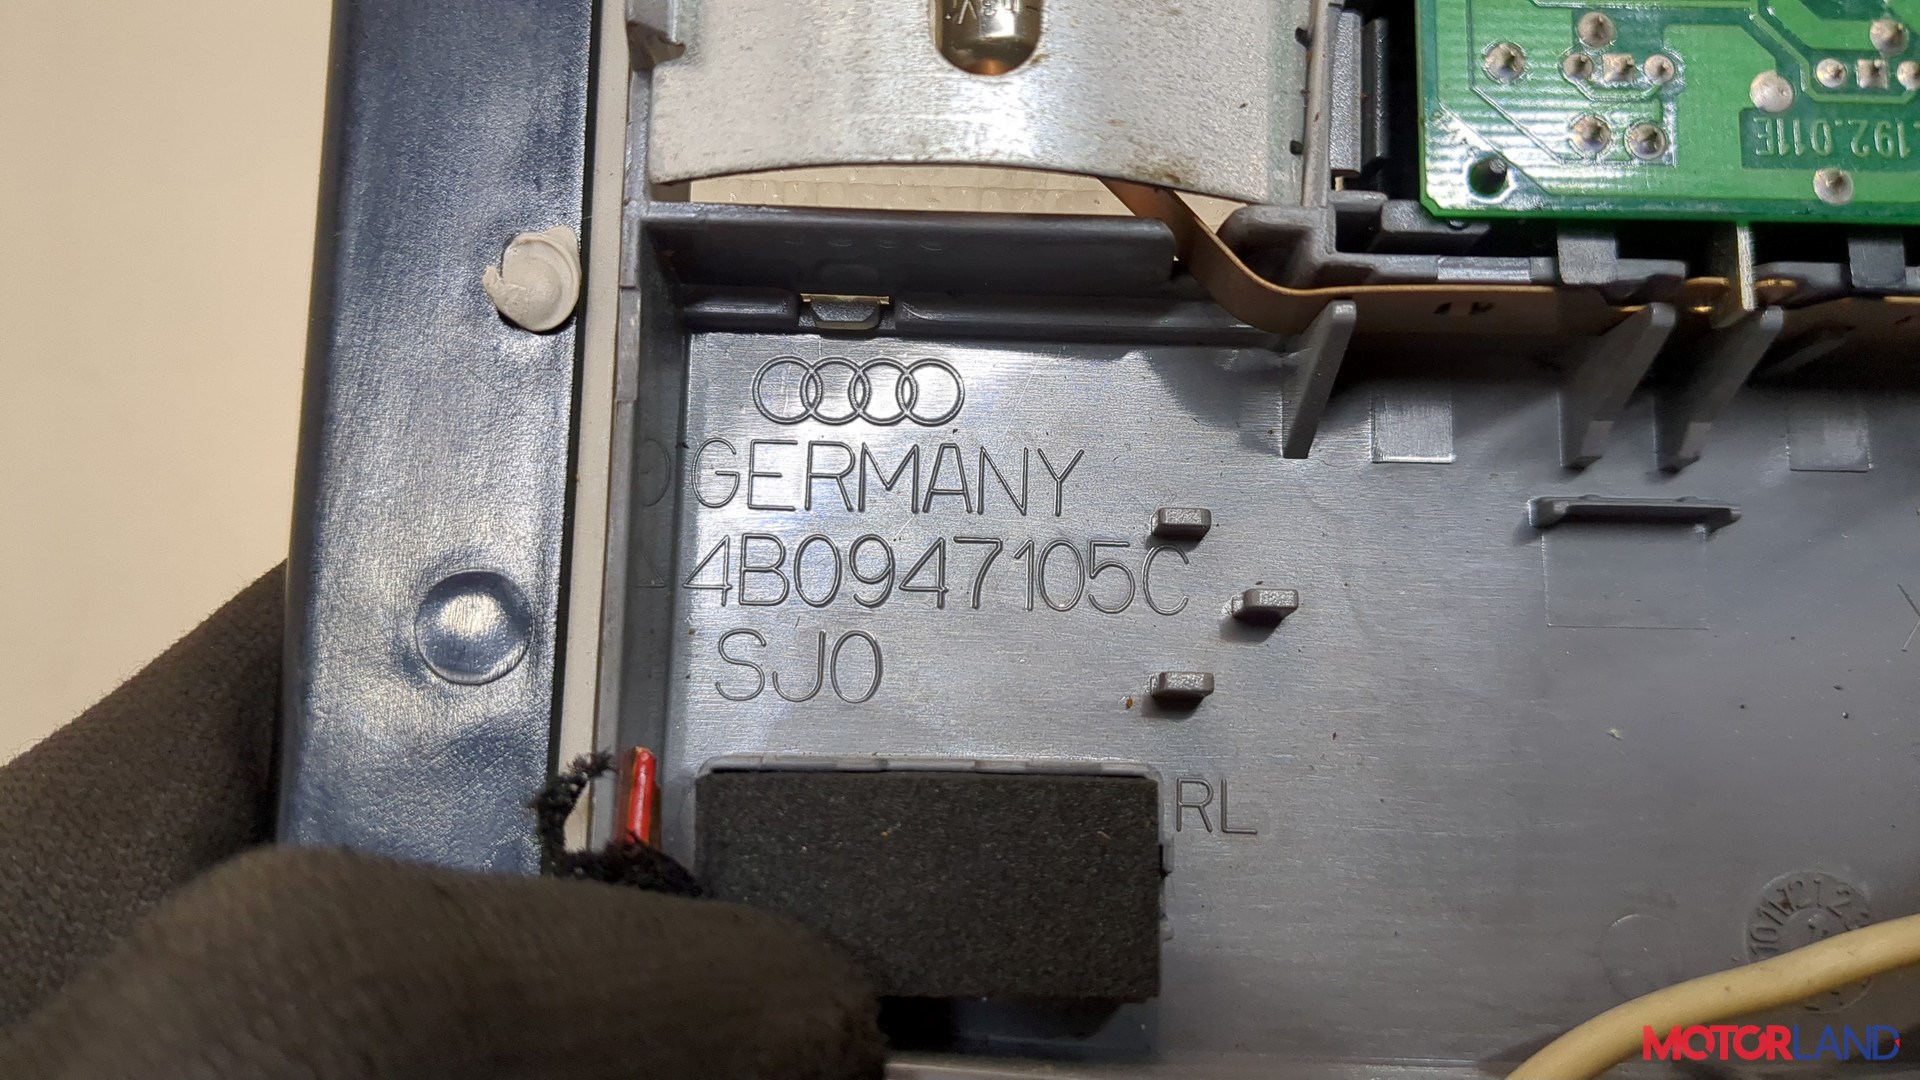 192.011E
GERMANY
4B0947105C
SJ0
RL
MOTORLAND